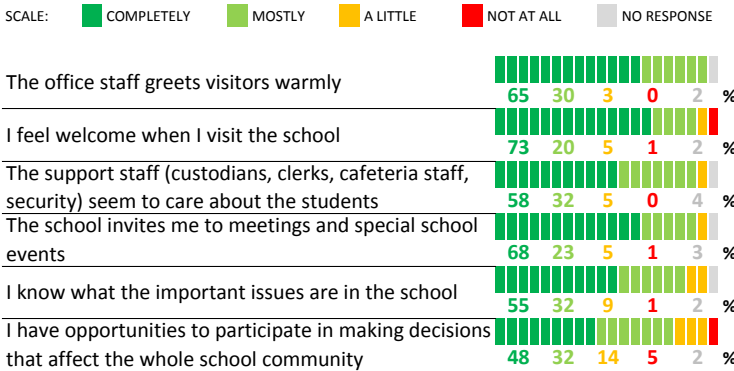 SCALE: COMPLETELY MOSTLY A LITTLE NOT AT ALL NO RESPONSE
The office staff greets visitors warmly
65 30 3 0 2 %
I feel welcome when I visit the school
73 20 5 1 2 %
The support staff (custodians, clerks, cafeteria staff,
security) seem to care about the students
58 32 5 0 4 %
The school invites me to meetings and special school
events
68 23 5 1 3 %
I know what the important issues are in the school
55 32 9 1 2 %
I have opportunities to participate in making decisions
that affect the whole school community
48 32 14 5 2 %